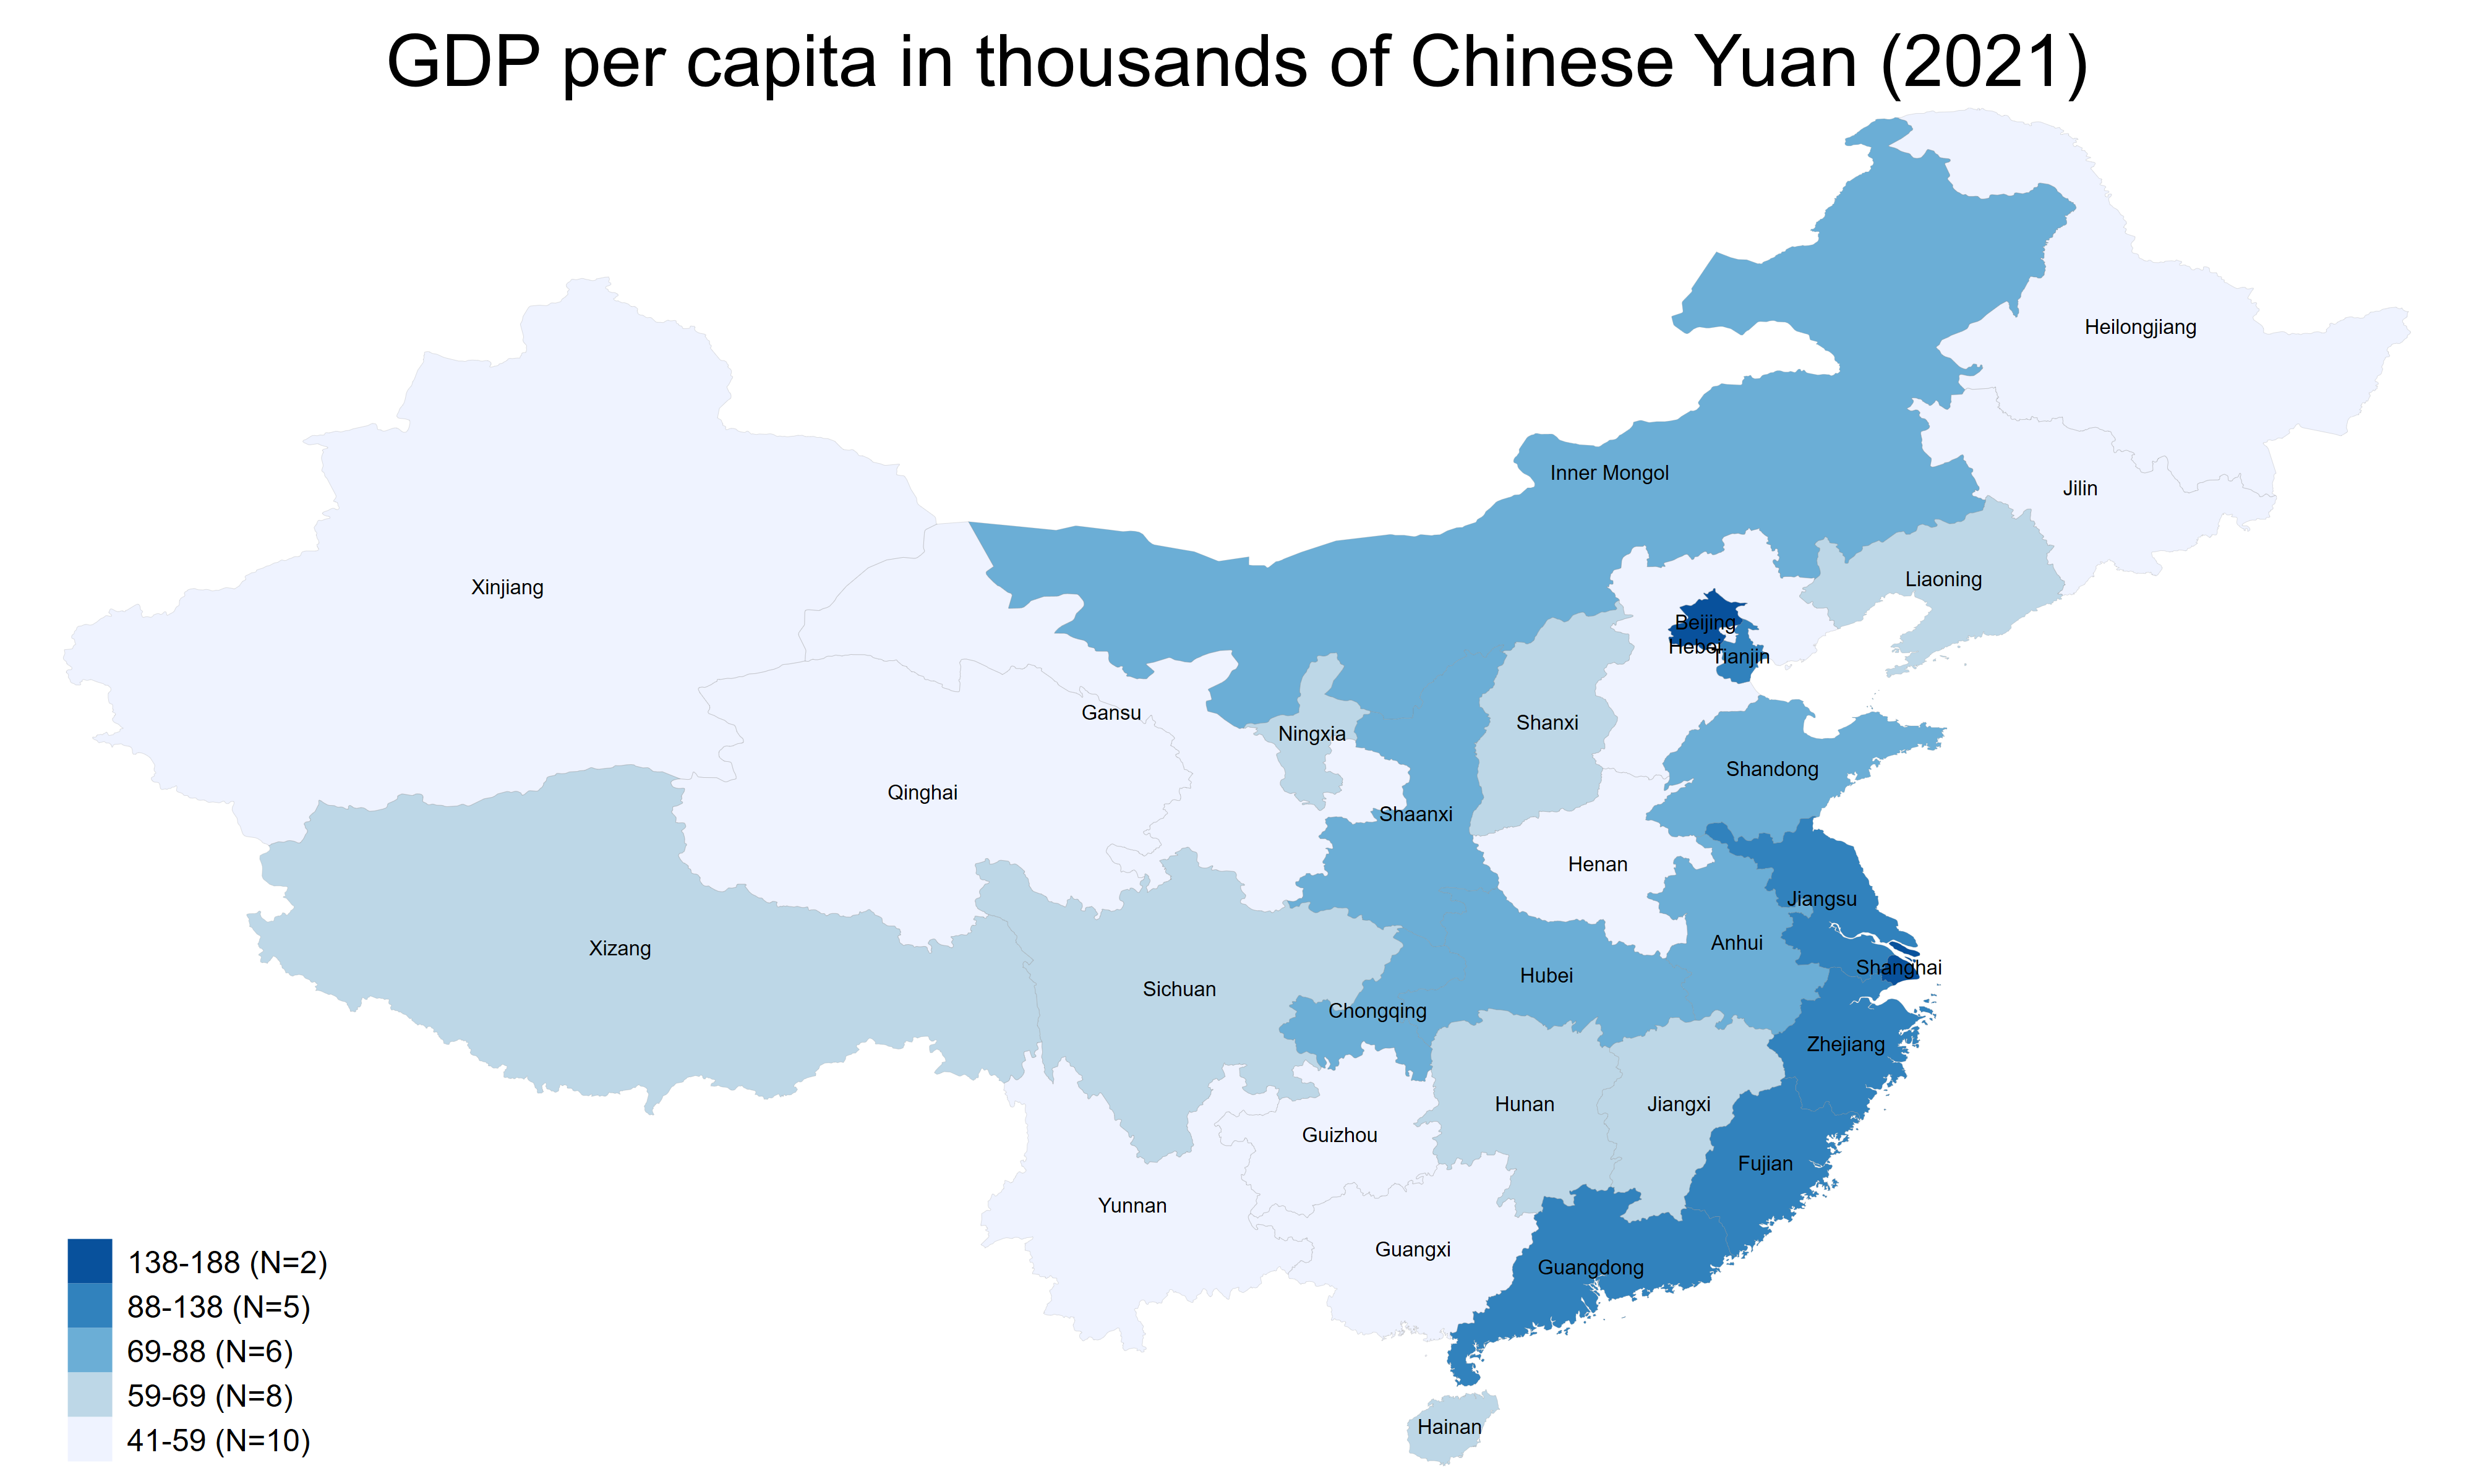 GDP per capita in thousands of Chinese Yuan (2021)
Heilongjiang
Inner Mongol
Jilin
Liaoning
Xinjiang
Beijing
Hebei
Tianjin
Gansu
Shanxi
Ningxia
Shandong
Qinghai
Shaanxi
Henan
Jiangsu
Anhui
Xizang
Shanghai
Hubei
Sichuan
Chongqing
Zhejiang
Hunan
Jiangxi
Guizhou
Fujian
Yunnan
Guangxi
Guangdong
Hainan
138-188 (N=2)
88-138 (N=5)
69-88 (N=6)
59-69 (N=8)
41-59 (N=10)